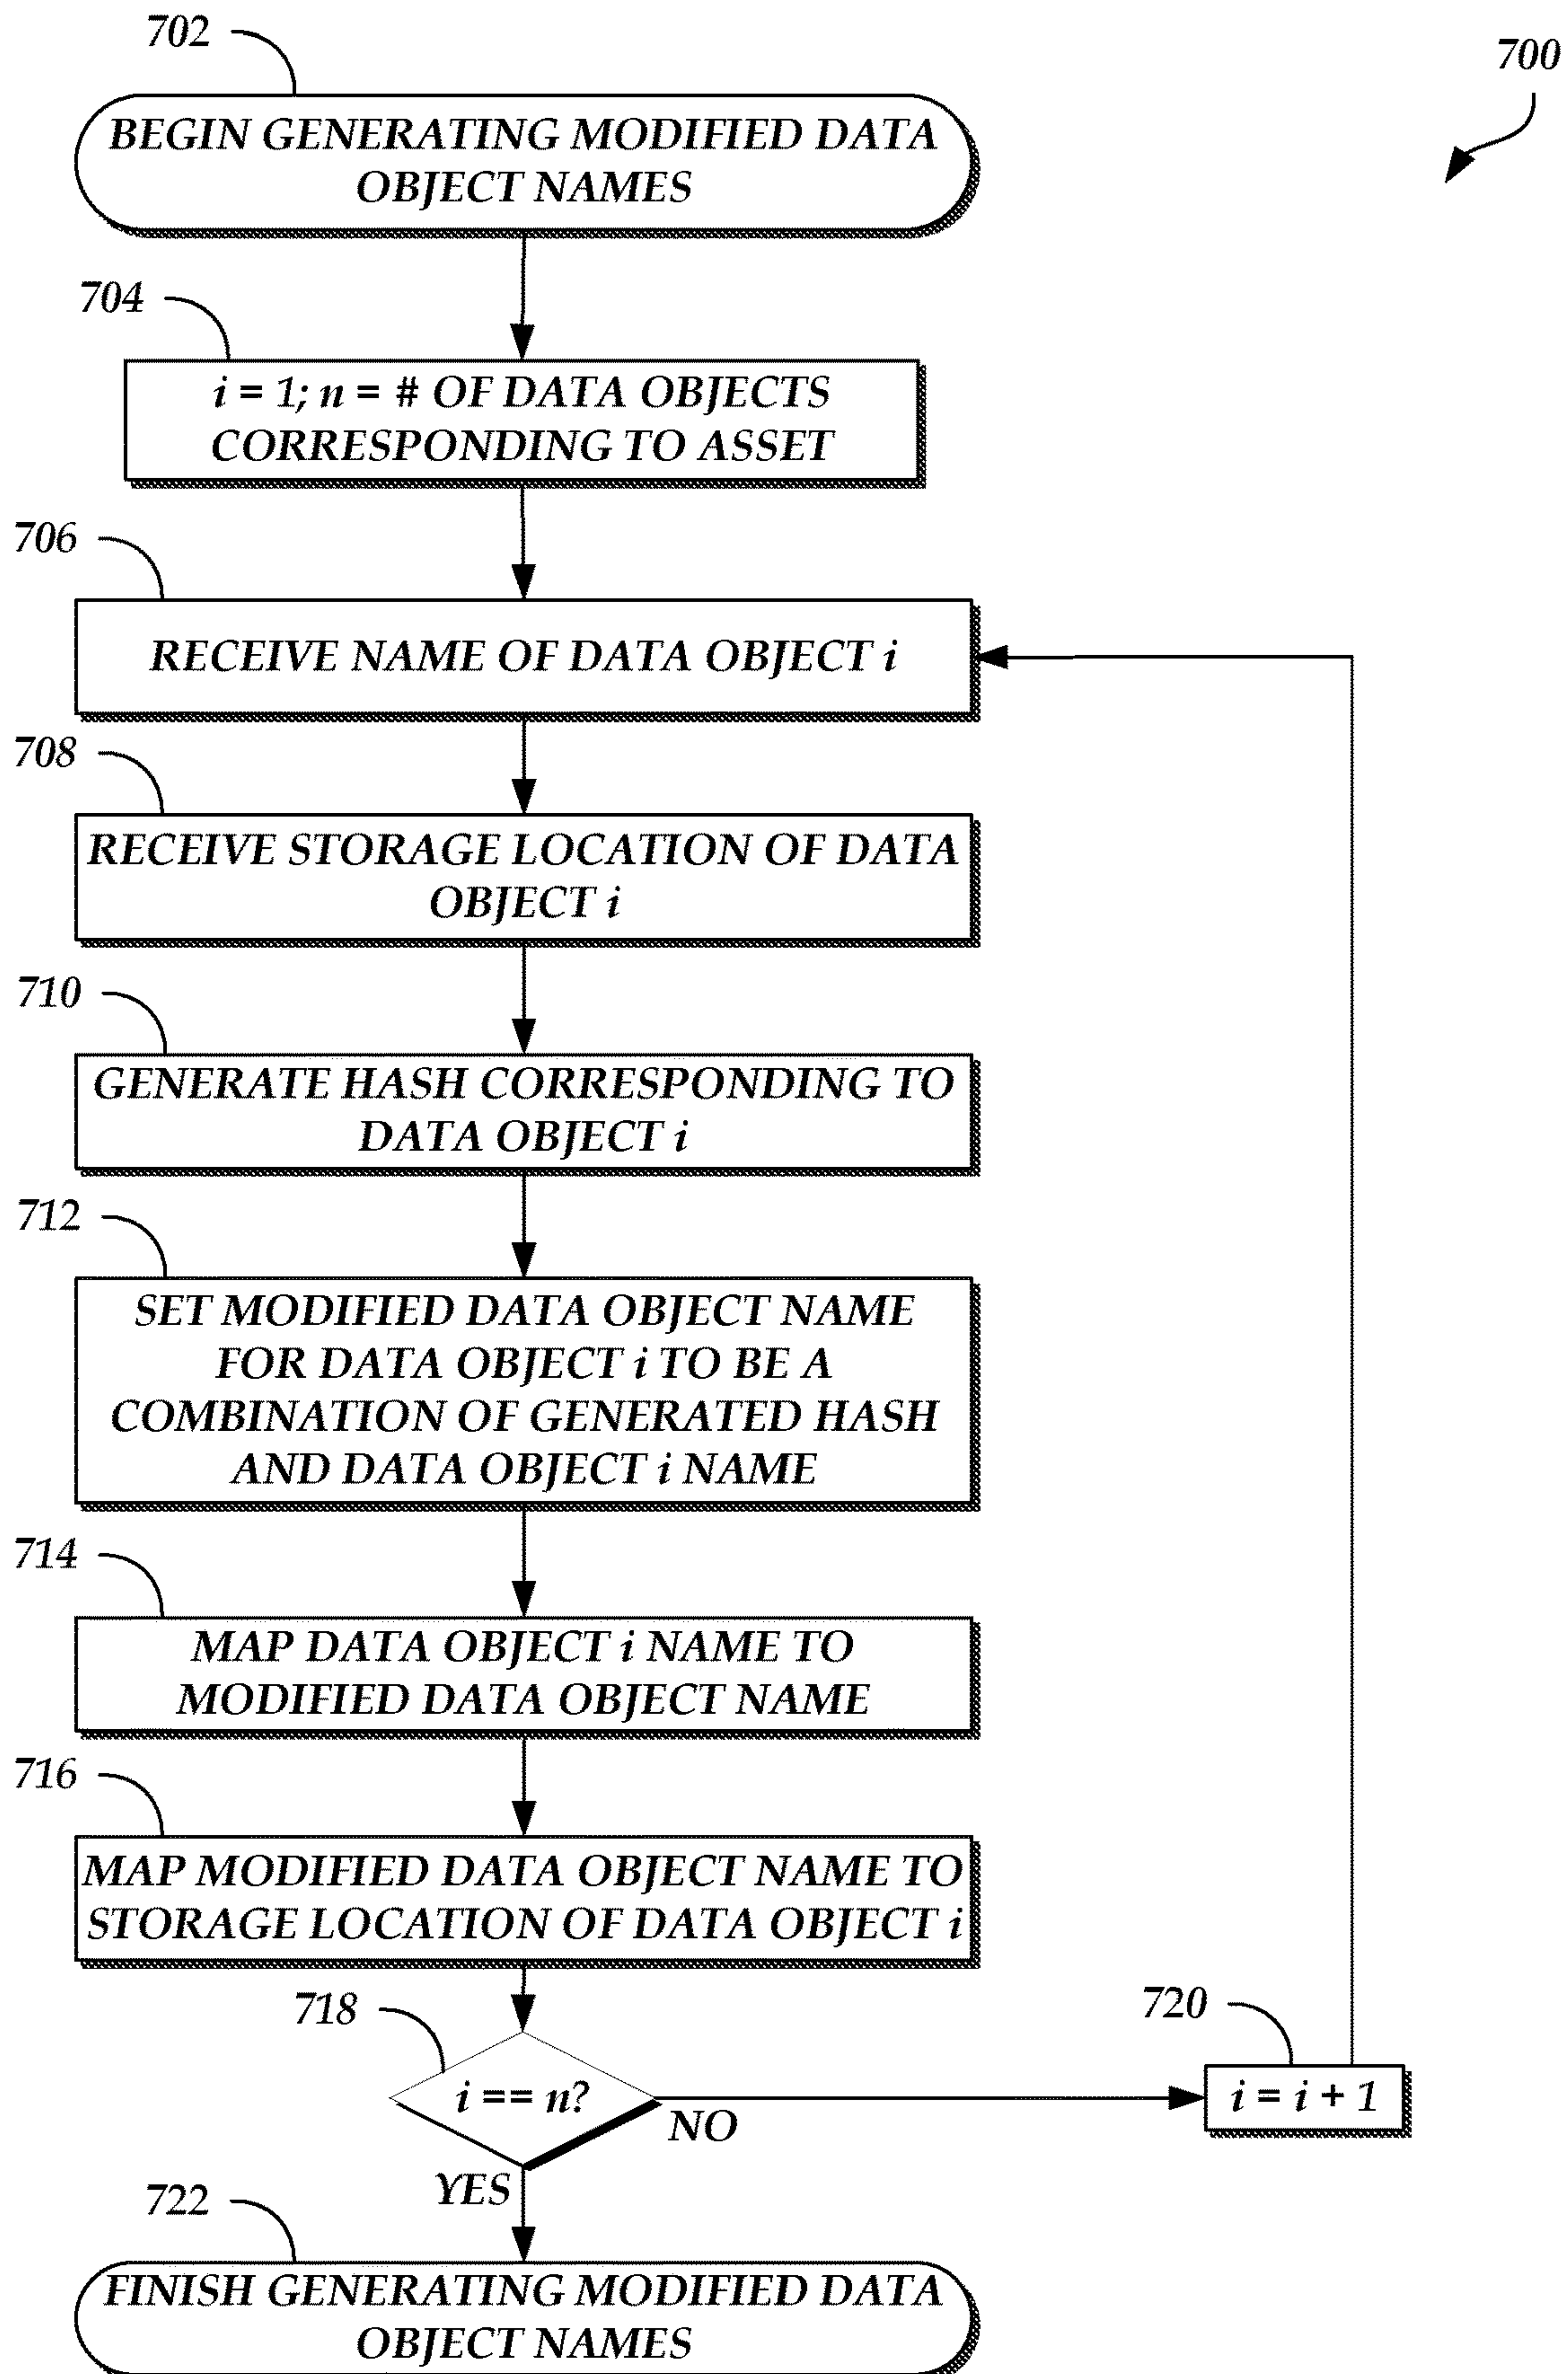 702
700
BEGIN GENERATING MODIFIED DATA
OBJECT NAMES
704
i = 1; n = # OF DATA OBJECTS
CORRESPONDING TO ASSET
706
RECEIVE NAME OF DATA OBJECT i
708
RECEIVE STORAGE LOCATION OF DATA
OBJECT i
710
GENERATE HASH CORRESPONDING TO
DATA OBJECT i
712
SET MODIFIED DATA OBJECT NAME
FOR DATA OBJECT i TO BE A
COMBINATION OF GENERATED HASH
AND DATA OBJECT i NAME
714
MAP DATA OBJECT i NAME TO
MODIFIED DATA OBJECT NAME
716
MAP MODIFIED DATA OBJECT NAME TO
STORAGE LOCATION OF DATA OBJECT i
718
i == n?
NO
720
i = i + 1
YES
722
FINISH GENERATING MODIFIED DATA
OBJECT NAMES